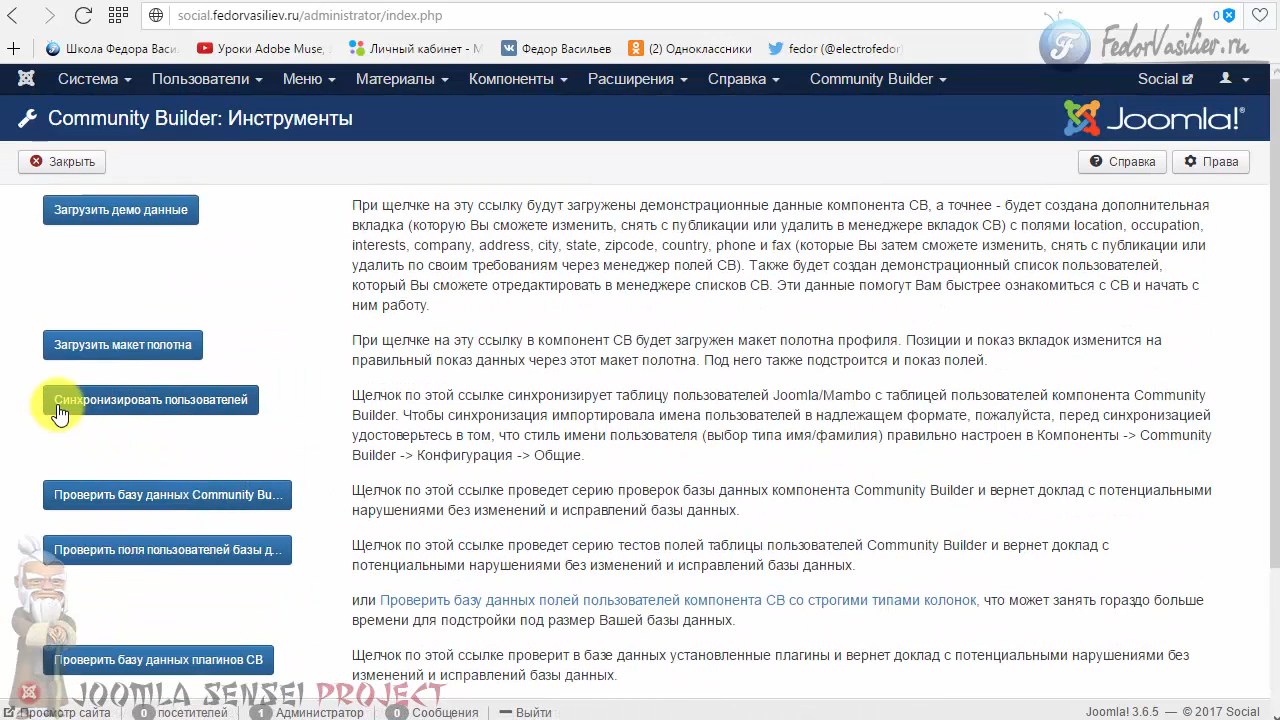 social.fedorvasiliev.ru/administrator/index.php
0
Школа Федора Васи.
Уроки Adobe Muse,
Личный кабинет - М
Федор Васильев
(2) Одноклассники
fedor (@electrofedor)
FedorVasiliev.ru
Система
Пользователи
Меню
Материалы
Компоненты
Расширения
Справка
Community Builder
Social
Community Builder: Инструменты
Joomla!®
Закрыть
Справка
Права
Загрузить демо данные
При щелчке на эту ссылку будут загружены демонстрационные данные компонента CB, а точнее - будет создана дополнительная
вкладка (которую Вы сможете изменить, снять с публикации или удалить в менеджере вкладок CB) с полями location, occupation,
interests, company, address, city, state, zipcode, country, phone и fax (которые Вы затем сможете изменить, снять с публикации или
удалить по своим требованиям через менеджер полей CB). Также будет создан демонстрационный список пользователей,
который Вы сможете отредактировать в менеджере списков CB. Эти данные помогут Вам быстрее ознакомиться с CB и начать с
ним работу.
Загрузить макет полотна
При щелчке на эту ссылку в компонент CB будет загружен макет полотна профиля. Позиции и показ вкладок изменится на
правильный показ данных через этот макет полотна. Под него также подстроится и показ полей.
Синхронизировать пользователей
Щелчок по этой ссылке синхронизирует таблицу пользователей Joomla/Mambo с таблицей пользователей компонента Community
Builder. Чтобы синхронизация импортировала имена пользователей в надлежащем формате, пожалуйста, перед синхронизацией
удостоверьтесь в том, что стиль имени пользователя (выбор типа имя/фамилия) правильно настроен в Компоненты -> Community
Builder -> Конфигурация -> Общие.
Проверить базу данных Community Bu...
Щелчок по этой ссылке проведет серию проверок базы данных компонента Community Builder и вернет доклад с потенциальными
нарушениями без изменений и исправлений базы данных.
Проверить поля пользователей базы д...
Щелчок по этой ссылке проведет серию тестов полей таблицы пользователей Community Builder и вернет доклад с
потенциальными нарушениями без изменений и исправлений базы данных.
или Проверить базу данных полей пользователей компонента CB со строгими типами колонок, что может занять гораздо больше
времени для подстройки под размер Вашей базы данных.
Проверить базу данных плагинов CB
Щелчок по этой ссылке проверит в базе данных установленные плагины и вернет доклад с потенциальными нарушениями без
изменений и исправлений базы данных.
JOOMLA SENSEI PROJECT
Просмотр сайта
0 посетителей
1 Администратор
0 Сообщения
Выйти
Joomla! 3.6.5 — © 2017 Social